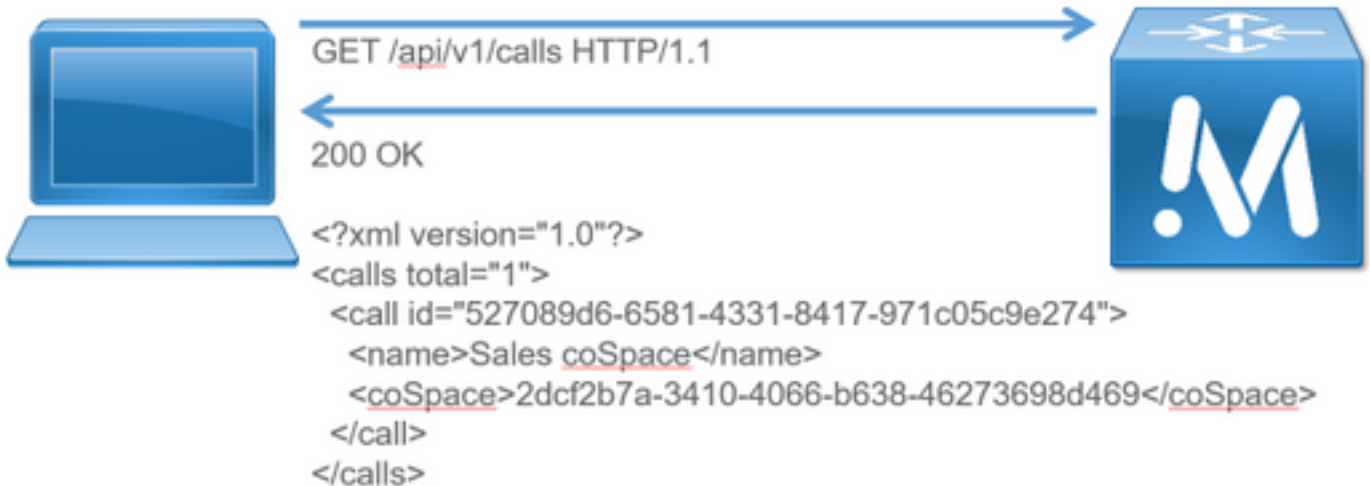 GET /api/v1/calls HTTP/1.1
200 OK
<?xml version="1.0"?>
<calls total="1">
<call id="527089d6-6581-4331-8417-971c05c9e274">
<name>Sales coSpace</name>
<coSpace>2dcf2b7a-3410-4066-b638-46273698d469</coSpace>
</call>
</calls>